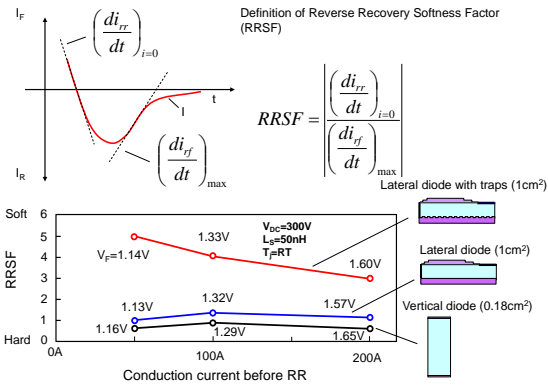 I_F
Definition of Reverse Recovery Softness Factor
(RRSF)
(di_rr/dt)_i=0
t
I
(di_rf/dt)_max
I_R
RRSF = |(di_rr/dt)_i=0 / (di_rf/dt)_max|
Lateral diode with traps (1cm²)
Lateral diode (1cm²)
Vertical diode (0.18cm²)
Soft
RRSF
Hard
6
5
4
3
2
1
0
V_DC=300V
L_S=50nH
T_j=RT
V_F=1.14V
1.33V
1.60V
1.13V
1.32V
1.57V
1.16V
1.29V
1.65V
0A
100A
200A
Conduction current before RR